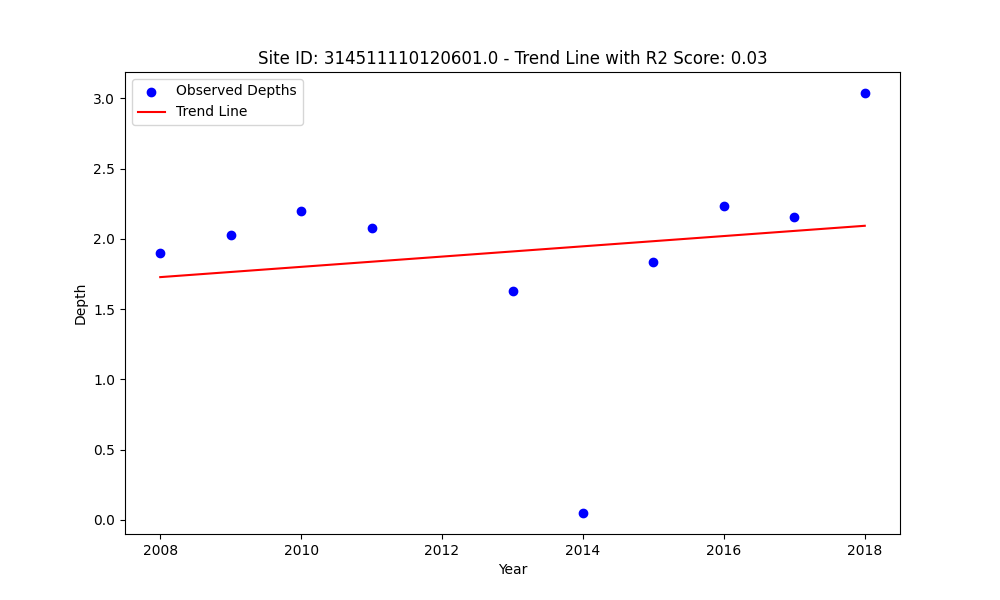 Site ID: 314511110120601.0 - Trend Line with R2 Score: 0.03
Observed Depths
Trend Line
3.0
2.5
2.0
1.5
1.0
0.5
0.0
Depth
2008
2010
2012
2014
2016
2018
Year